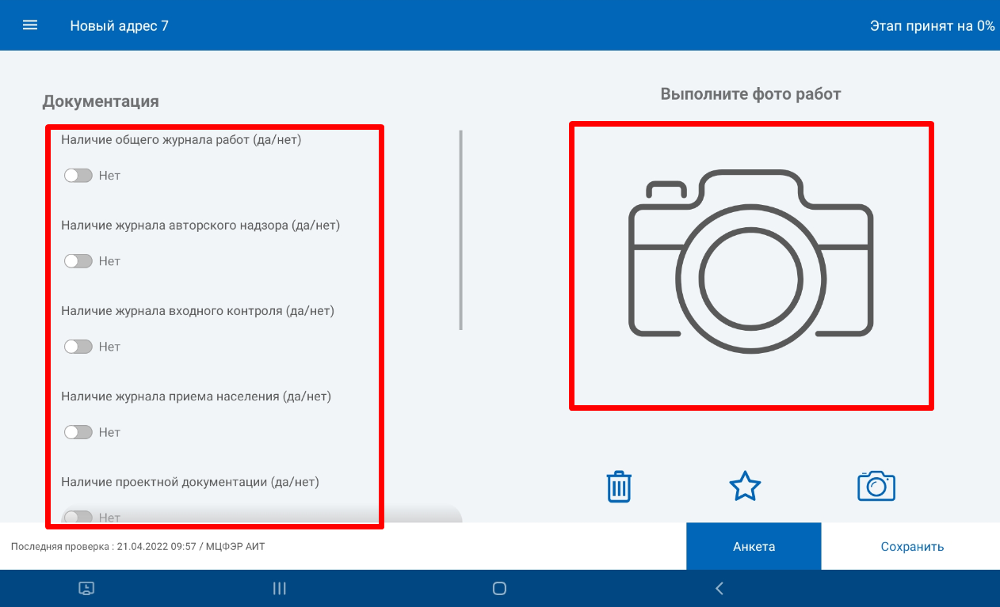 Новый адрес 7
Этап принят на 0%
Документация
Наличие общего журнала работ (да/нет)
Нет
Наличие журнала авторского надзора (да/нет)
Нет
Наличие журнала входного контроля (да/нет)
Нет
Наличие журнала приема населения (да/нет)
Нет
Наличие проектной документации (да/нет)
Нет
Выполните фото работ
Последняя проверка : 21.04.2022 09:57 / МЦФЭР АИТ
Анкета
Сохранить